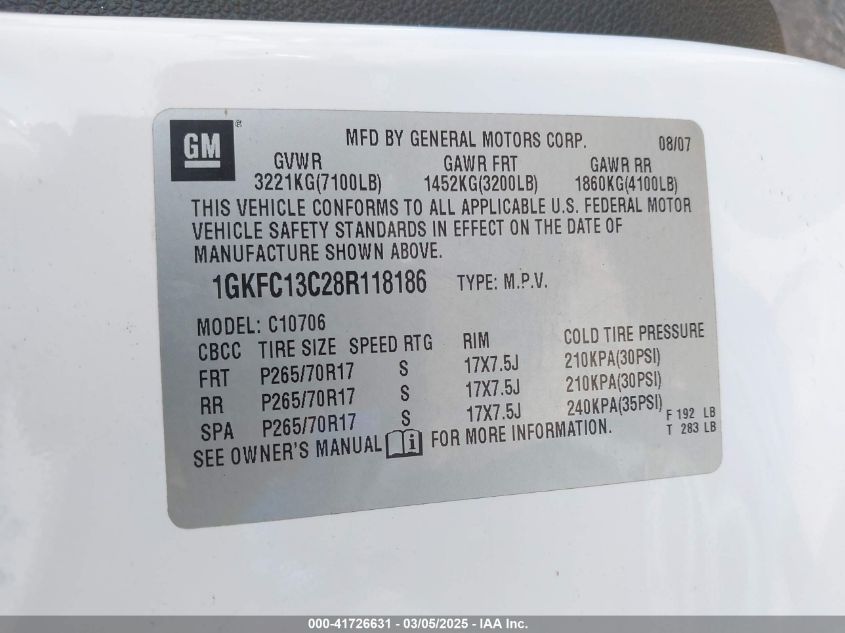 GM ®
MFD BY GENERAL MOTORS CORP. 08/07
GVWR GAWR FRT GAWR RR
3221KG(7100LB) 1452KG(3200LB) 1860KG(4100LB)
THIS VEHICLE CONFORMS TO ALL APPLICABLE U.S. FEDERAL MOTOR
VEHICLE SAFETY STANDARDS IN EFFECT ON THE DATE OF
MANUFACTURE SHOWN ABOVE.
1GKFC13C28R118186 TYPE: M.P.V.
MODEL: C10706
CBCC TIRE SIZE SPEED RTG RIM COLD TIRE PRESSURE
FRT P265/70R17 S 17X7.5J 210KPA(30PSI)
RR P265/70R17 S 17X7.5J 210KPA(30PSI)
SPA P265/70R17 S 17X7.5J 240KPA(35PSI)
F 192 LB
SEE OWNER'S MANUAL i FOR MORE INFORMATION. T 283 LB
000-41726631 - 03/05/2025 - IAA Inc.